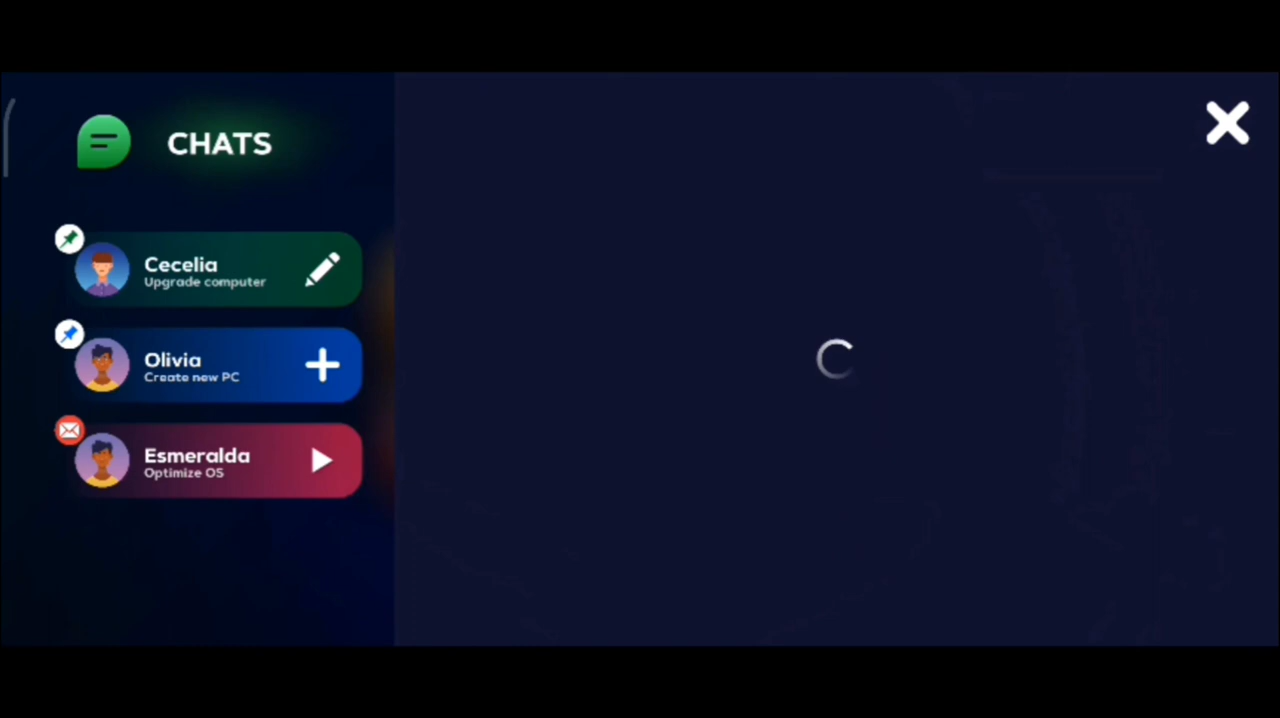 CHATS
Cecelia
Upgrade computer
Olivia
Create new PC
Esmeralda
Optimize OS